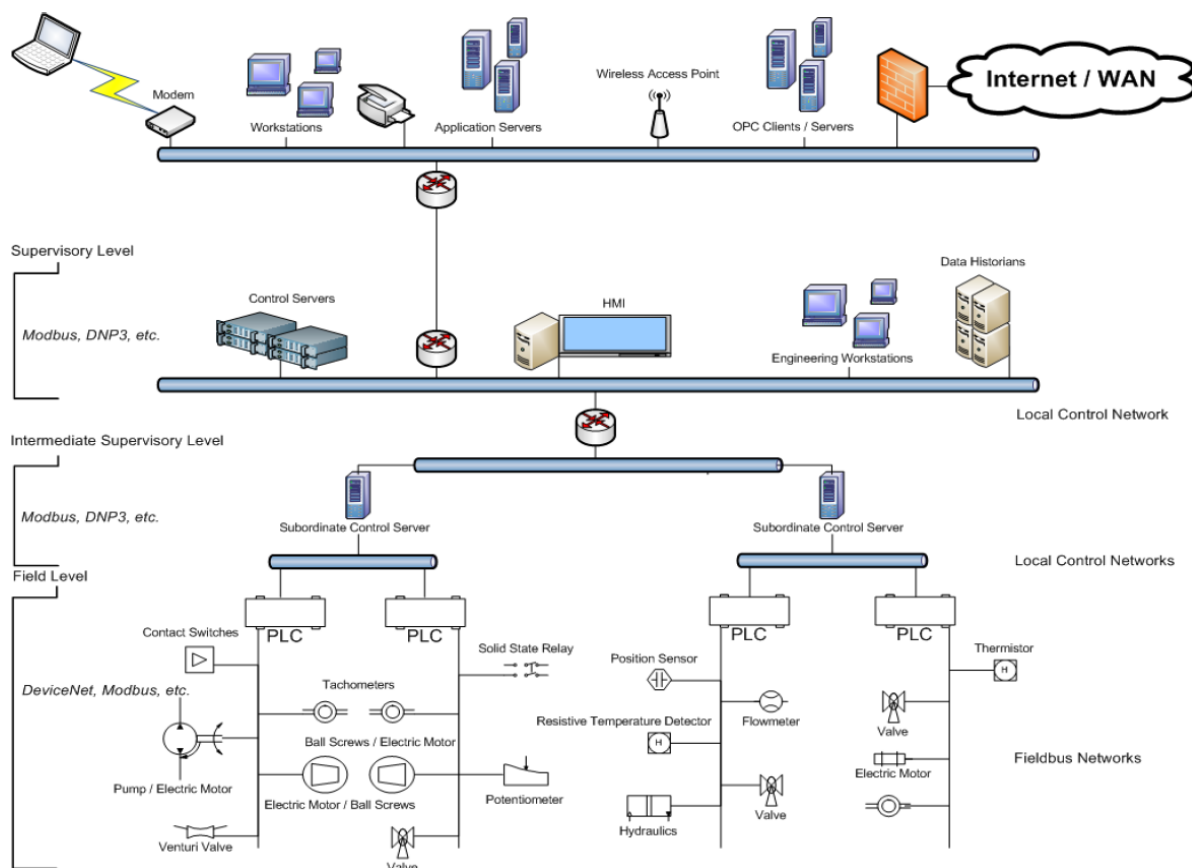 Modem
Workstations
Application Servers
Wireless Access Point
OPC Clients / Servers
Internet / WAN
Supervisory Level
Modbus, DNP3, etc.
Control Servers
HMI
Engineering Workstations
Data Historians
Local Control Network
Intermediate Supervisory Level
Modbus, DNP3, etc.
Subordinate Control Server
Subordinate Control Server
Local Control Networks
Field Level
PLC
PLC
PLC
PLC
Contact Switches
Solid State Relay
Position Sensor
Thermistor
H
DeviceNet, Modbus, etc.
Tachometers
Resistive Temperature Detector
H
Flowmeter
Valve
Ball Screws / Electric Motor
Fieldbus Networks
Electric Motor
Pump / Electric Motor
Electric Motor / Ball Screws
Potentiometer
Hydraulics
Valve
Venturi Valve
Valve